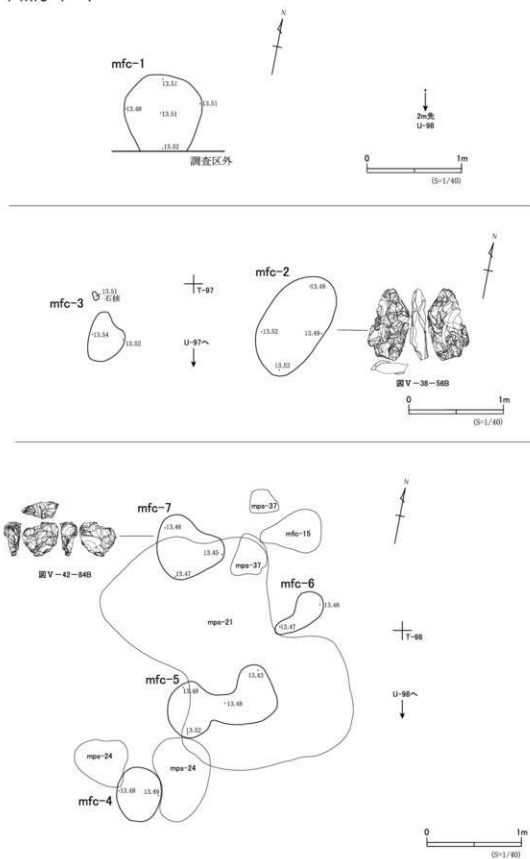 N
mfc-1
13.51
13.48
13.51
13.51
13.52
調査区外
2m先
U-98
0
1m
(S=1/40)
N
13.51
石核
mfc-3
13.54
13.52
T-97
U-97へ
mfc-2
13.48
13.52
13.49
13.52
図Ⅴ-38-56B
0
1m
(S=1/40)
N
mfc-7
mps-37
13.46
mfc-15
13.45
mps-37
13.47
図Ⅴ-42-84B
mfc-6
13.47
mps-21
T-98
mfc-5
13.48
13.48
13.52
U-98へ
mps-24
mps-24
13.48
13.49
mfc-4
0
1m
(S=1/40)